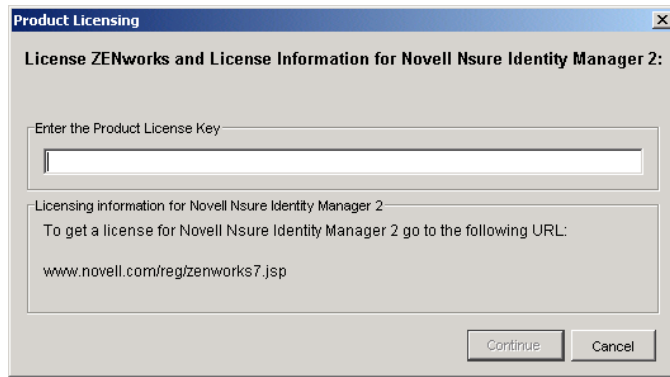 Product Licensing
License ZENworks and License Information for Novell Nsure Identity Manager 2:
Enter the Product License Key
Licensing information for Novell Nsure Identity Manager 2
To get a license for Novell Nsure Identity Manager 2 go to the following URL:
www.novell.com/reg/zenworks7.jsp
Continue
Cancel